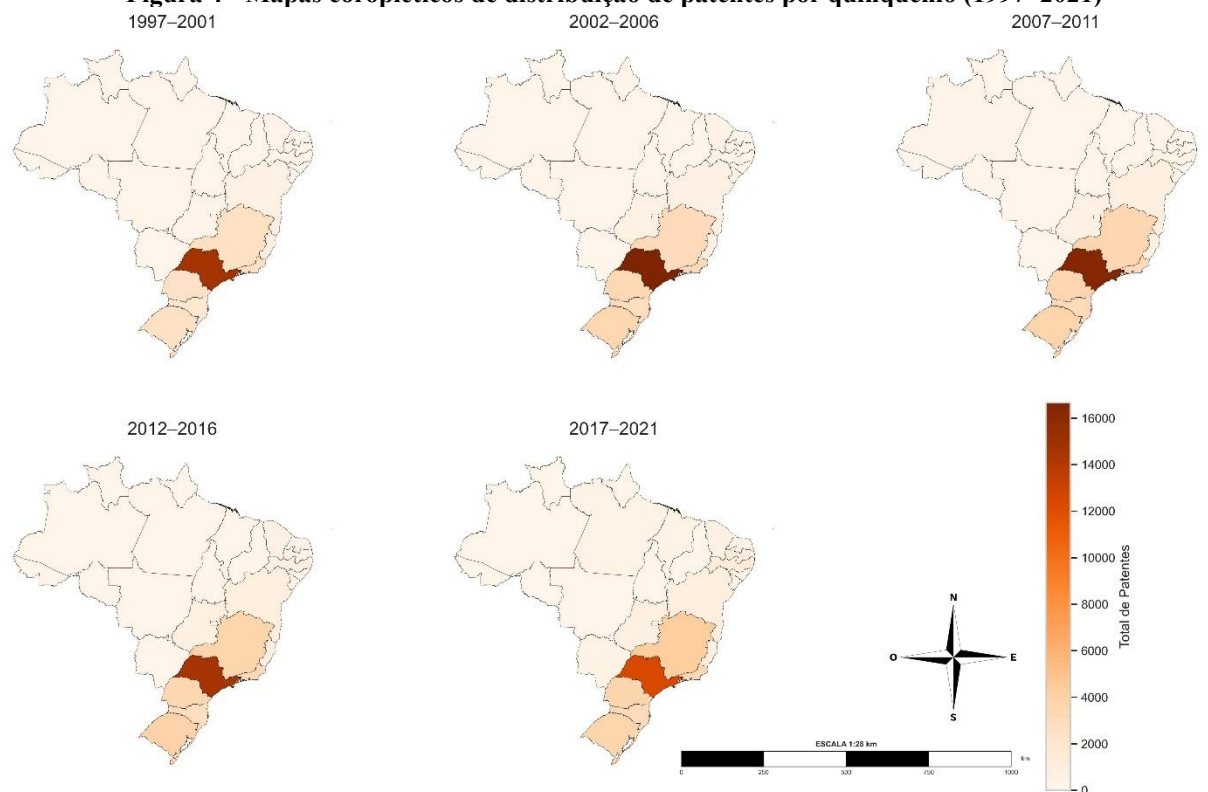 Figura 4 - Mapas coropléticos de distribuição de patentes por quinquênio (1997–2021)
1997–2001
2002–2006
2007–2011
2012–2016
2017–2021
16000
14000
12000
10000
8000
6000
4000
2000
0
Total de Patentes
N
O
E
S
ESCALA 1:28 km
km
0
250
500
750
1000